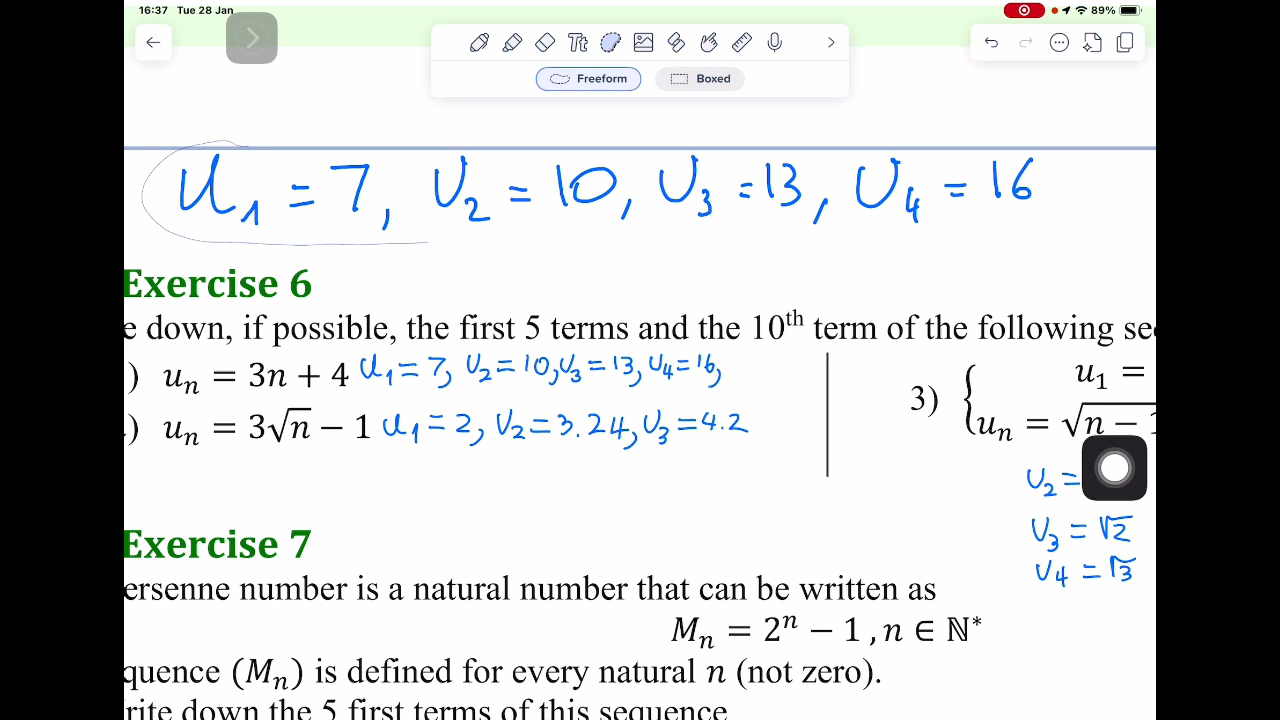 16:37 Tue 28 Jan 89%
Tt
Freeform Boxed
U₁ = 7, U₂ = 10, U₃ = 13, U₄ = 16
Exercise 6
e down, if possible, the first 5 terms and the 10th term of the following se
) uₙ = 3n + 4 U₁ = 7, U₂ = 10, U₃ = 13, U₄ = 16,
) uₙ = 3√n − 1 U₁ = 2, U₂ = 3.24, U₃ = 4.2
3) { u₁ =
uₙ = √n −
U₂ =
U₃ = √2
U₄ = √3
Exercise 7
ersenne number is a natural number that can be written as
Mₙ = 2ⁿ − 1 , n ∈ ℕ*
quence (Mₙ) is defined for every natural n (not zero).
rite down the 5 first terms of this sequence